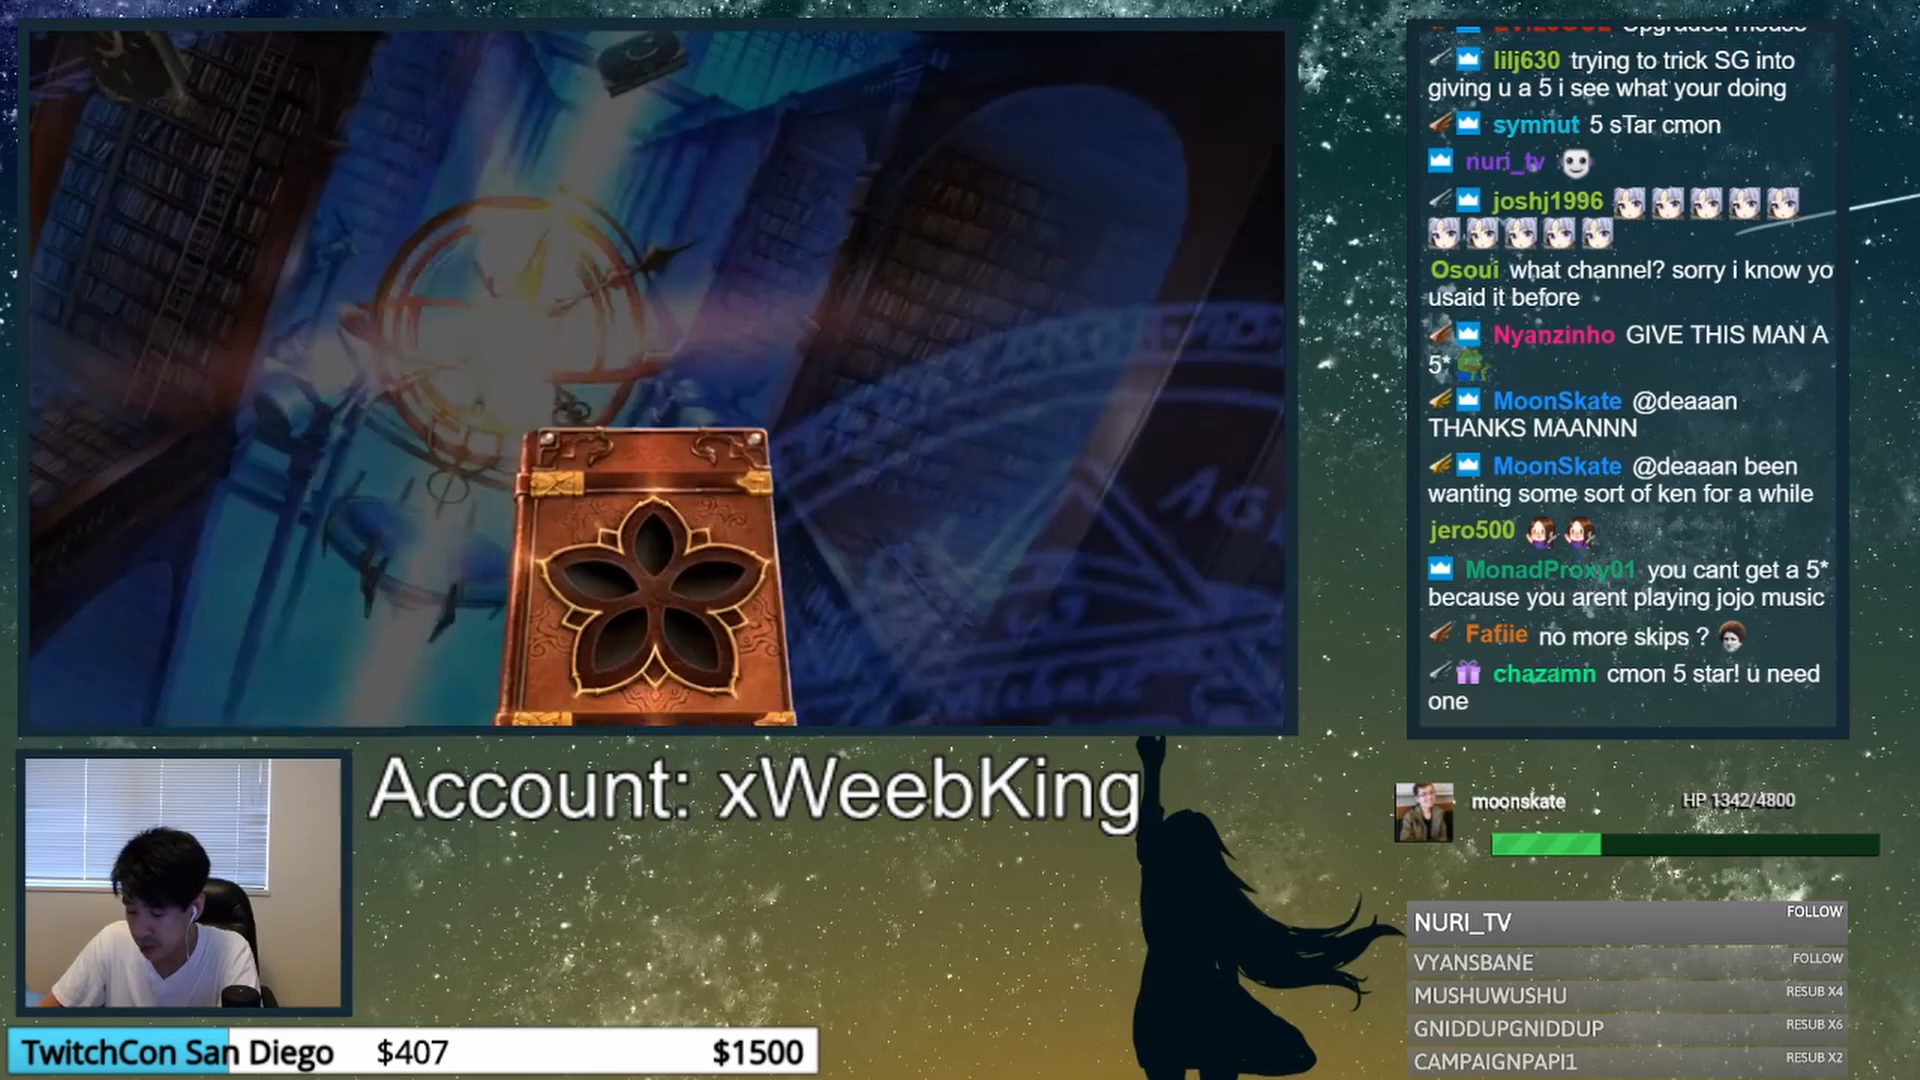 Upgraded mouse
lilj630 trying to trick SG into
giving u a 5 i see what your doing
symnut 5 sTar cmon
nuri_tv
joshj1996
Osoui what channel? sorry i know yo
usaid it before
Nyanzinho GIVE THIS MAN A
5*
MoonSkate @deaaan
THANKS MAANNN
MoonSkate @deaaan been
wanting some sort of ken for a while
jero500
MonadProxy01 you cant get a 5*
because you arent playing jojo music
Fafiie no more skips ?
chazamn cmon 5 star! u need
one
Account: xWeebKing
moonskate HP 1342/4800
NURI_TV FOLLOW
VYANSBANE FOLLOW
MUSHUWUSHU RESUB X4
GNIDDUPGNIDDUP RESUB X6
CAMPAIGNPAPI1 RESUB X2
TwitchCon San Diego $407 $1500